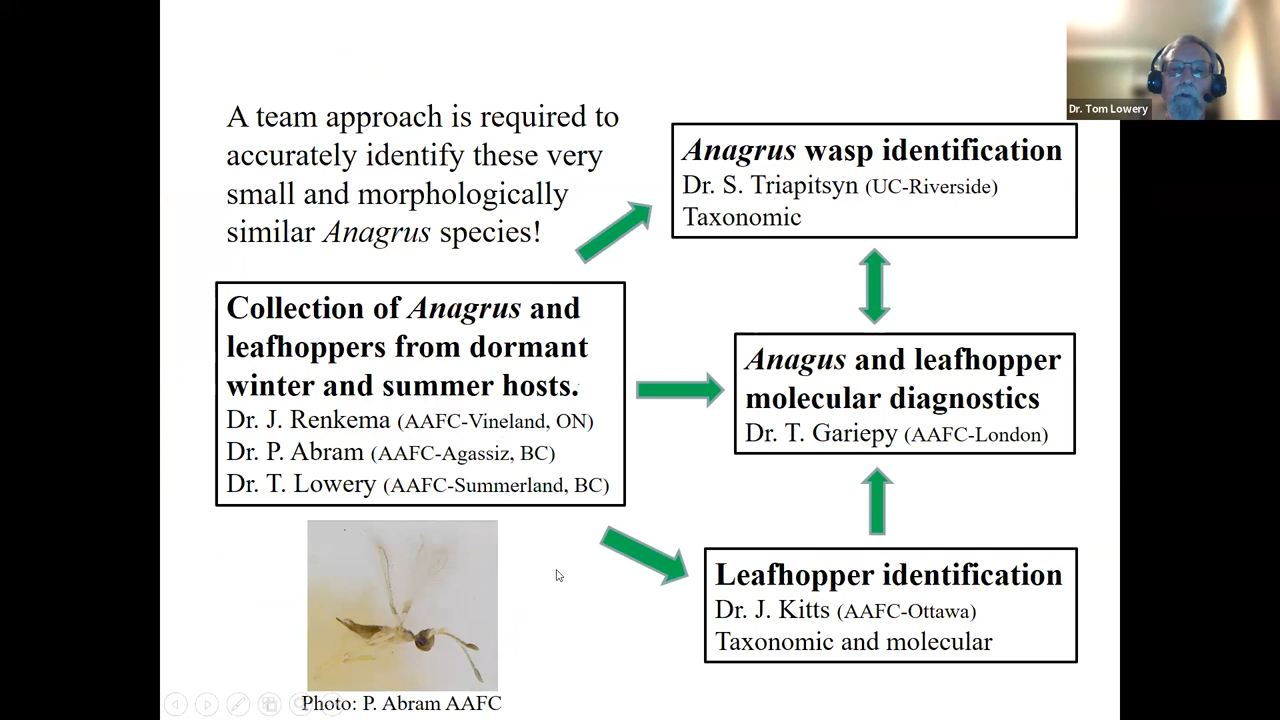 Dr. Tom Lowery
A team approach is required to
accurately identify these very
small and morphologically
similar Anagrus species!
Anagrus wasp identification
Dr. S. Triapitsyn (UC-Riverside)
Taxonomic
Collection of Anagrus and
leafhoppers from dormant
winter and summer hosts.
Dr. J. Renkema (AAFC-Vineland, ON)
Dr. P. Abram (AAFC-Agassiz, BC)
Dr. T. Lowery (AAFC-Summerland, BC)
Anagus and leafhopper
molecular diagnostics
Dr. T. Gariepy (AAFC-London)
Leafhopper identification
Dr. J. Kitts (AAFC-Ottawa)
Taxonomic and molecular
Photo: P. Abram AAFC